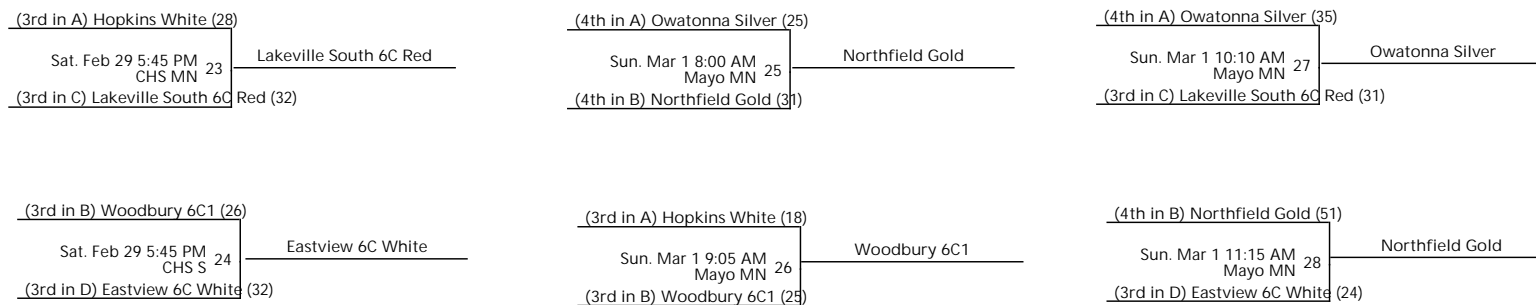 (3rd in A) Hopkins White (28)
Sat. Feb 29 5:45 PM
CHS MN 23
Lakeville South 6C Red
(3rd in C) Lakeville South 6C Red (32)
(4th in A) Owatonna Silver (25)
Sun. Mar 1 8:00 AM
Mayo MN 25
Northfield Gold
(4th in B) Northfield Gold (31)
(4th in A) Owatonna Silver (35)
Sun. Mar 1 10:10 AM
Mayo MN 27
Owatonna Silver
(3rd in C) Lakeville South 6C Red (31)
(3rd in B) Woodbury 6C1 (26)
Sat. Feb 29 5:45 PM
CHS S 24
Eastview 6C White
(3rd in D) Eastview 6C White (32)
(3rd in A) Hopkins White (18)
Sun. Mar 1 9:05 AM
Mayo MN 26
Woodbury 6C1
(3rd in B) Woodbury 6C1 (25)
(4th in B) Northfield Gold (51)
Sun. Mar 1 11:15 AM
Mayo MN 28
Northfield Gold
(3rd in D) Eastview 6C White (24)